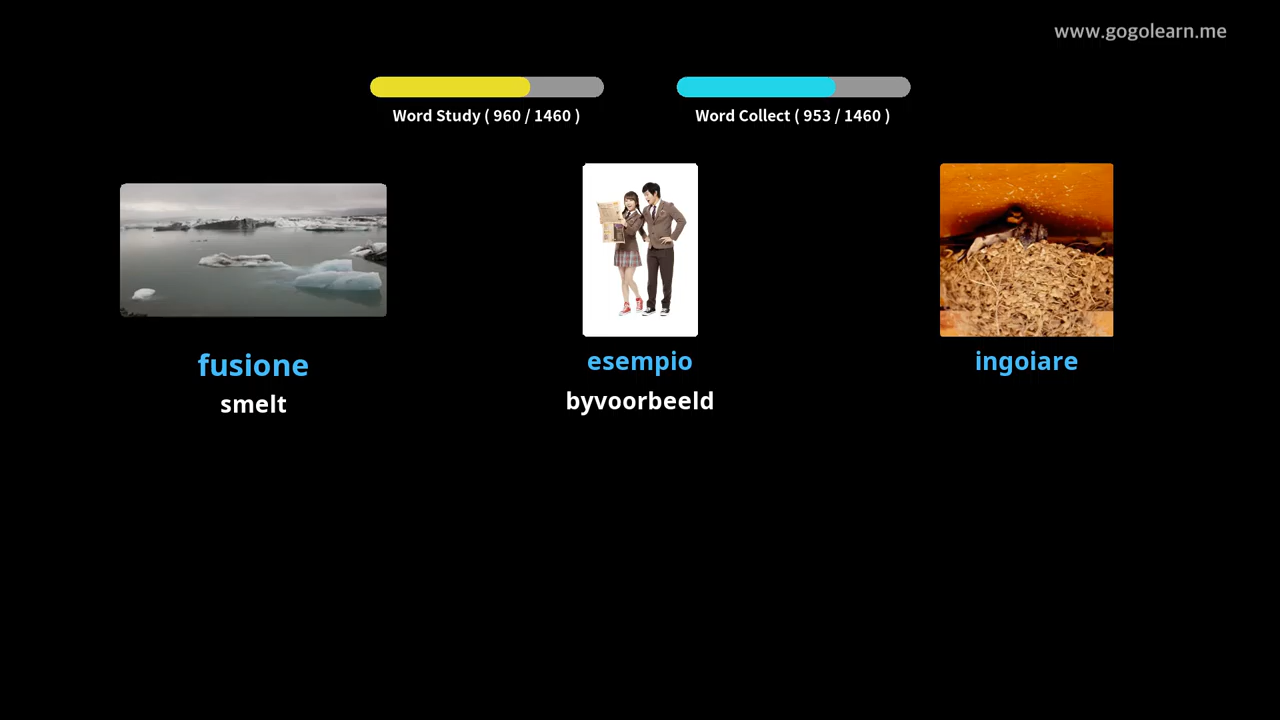 www.gogolearn.me
Word Study ( 960 / 1460 )
Word Collect ( 953 / 1460 )
fusione
smelt
esempio
byvoorbeeld
ingoiare